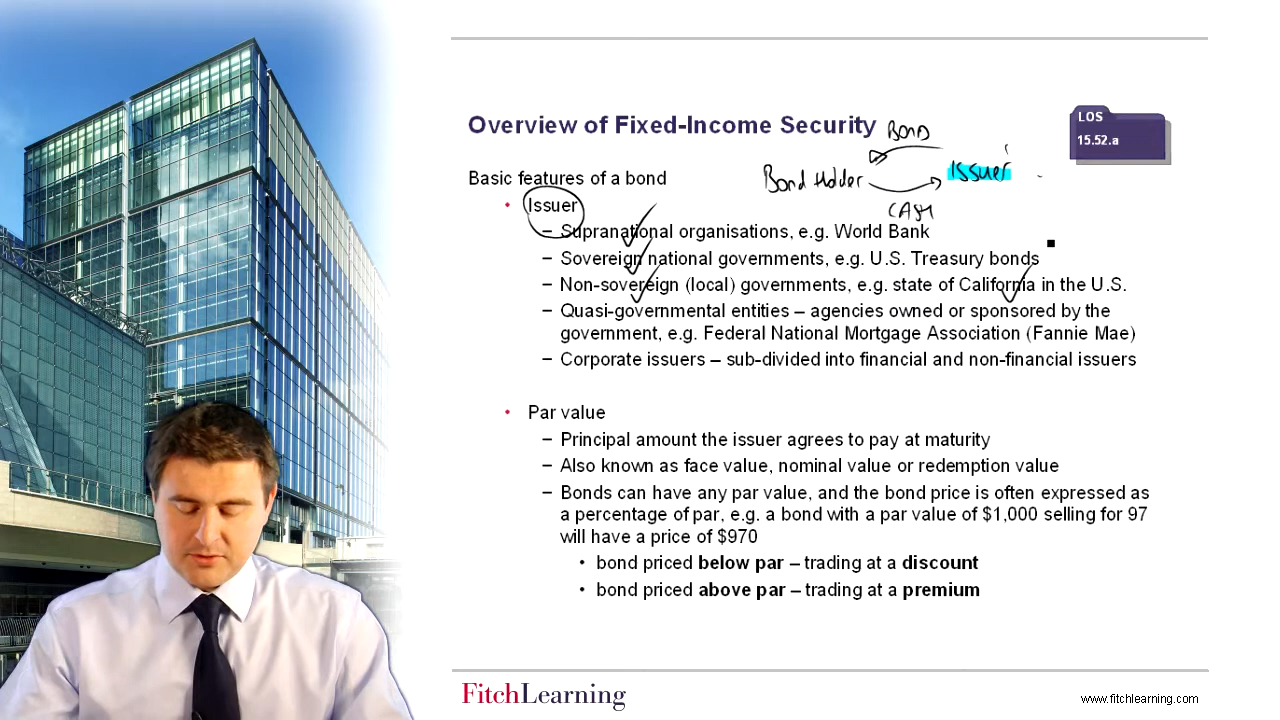 LOS
15.52.a
Overview of Fixed-Income Security
BOND
Bond Holder
Issuer
CASH
Basic features of a bond
• Issuer
– Supranational organisations, e.g. World Bank
– Sovereign national governments, e.g. U.S. Treasury bonds
– Non-sovereign (local) governments, e.g. state of California in the U.S.
– Quasi-governmental entities – agencies owned or sponsored by the
government, e.g. Federal National Mortgage Association (Fannie Mae)
– Corporate issuers – sub-divided into financial and non-financial issuers
• Par value
– Principal amount the issuer agrees to pay at maturity
– Also known as face value, nominal value or redemption value
– Bonds can have any par value, and the bond price is often expressed as
a percentage of par, e.g. a bond with a par value of $1,000 selling for 97
will have a price of $970
• bond priced below par – trading at a discount
• bond priced above par – trading at a premium
FitchLearning
www.fitchlearning.com